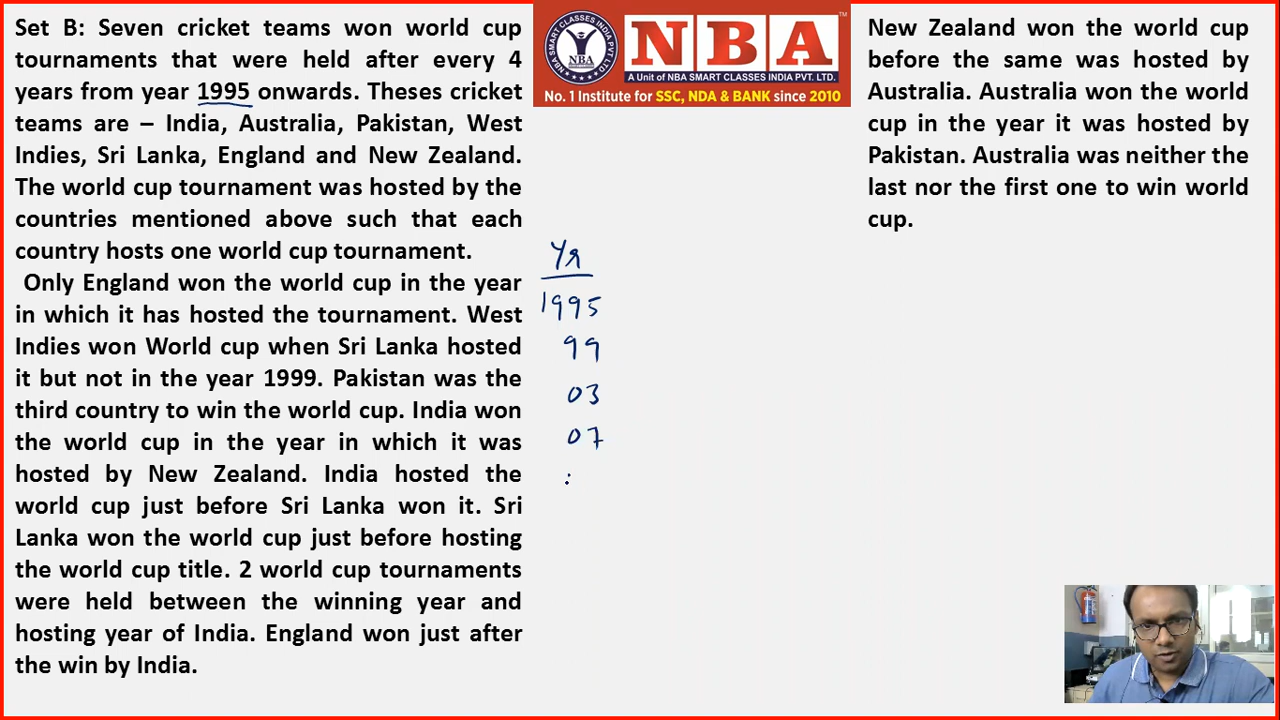 Set B: Seven cricket teams won world cup
tournaments that were held after every 4
years from year 1995 onwards. Theses cricket
teams are – India, Australia, Pakistan, West
Indies, Sri Lanka, England and New Zealand.
The world cup tournament was hosted by the
countries mentioned above such that each
country hosts one world cup tournament.
Only England won the world cup in the year
in which it has hosted the tournament. West
Indies won World cup when Sri Lanka hosted
it but not in the year 1999. Pakistan was the
third country to win the world cup. India won
the world cup in the year in which it was
hosted by New Zealand. India hosted the
world cup just before Sri Lanka won it. Sri
Lanka won the world cup just before hosting
the world cup title. 2 world cup tournaments
were held between the winning year and
hosting year of India. England won just after
the win by India.
NBA SMART CLASSES INDIA PVT LTD
NBA
NBA
TM
A Unit of NBA SMART CLASSES INDIA PVT. LTD.
No. 1 Institute for SSC, NDA & BANK since 2010
Yr
1995
99
03
07
New Zealand won the world cup
before the same was hosted by
Australia. Australia won the world
cup in the year it was hosted by
Pakistan. Australia was neither the
last nor the first one to win world
cup.